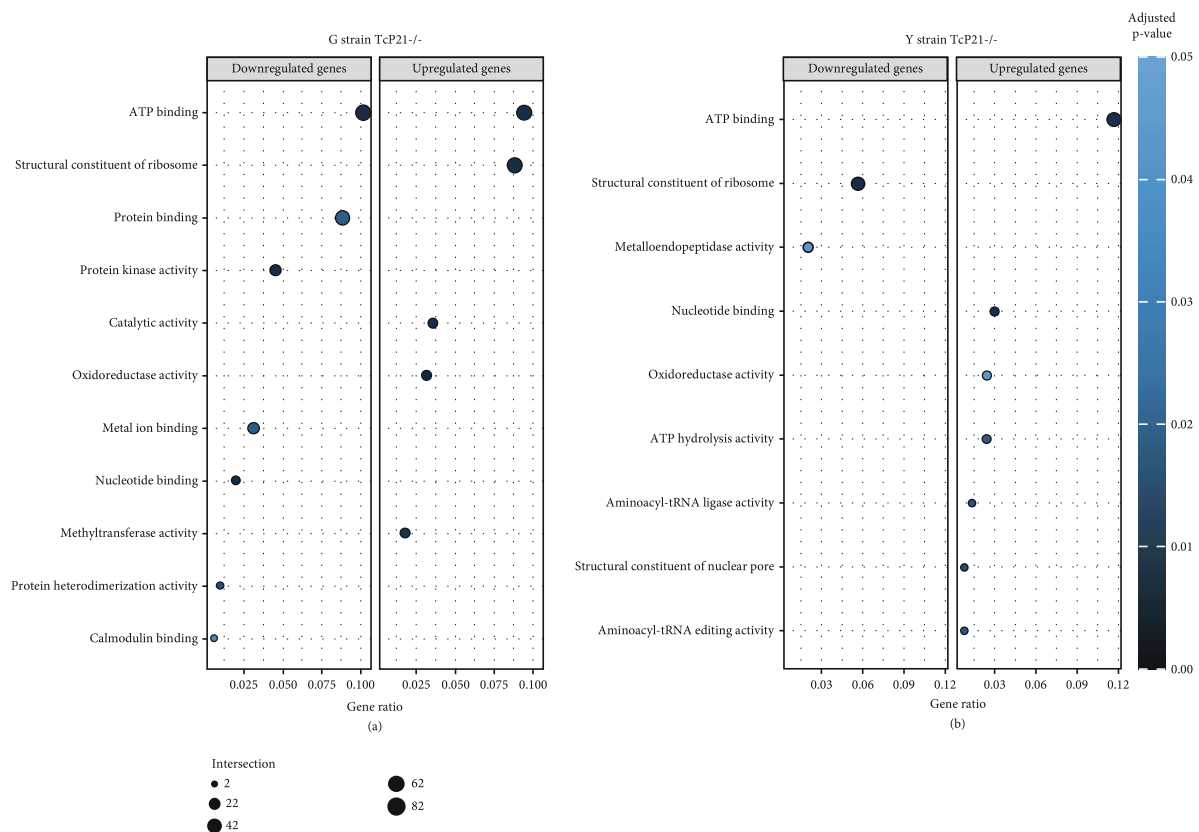 G strain TcP21-/-
Downregulated genes
Upregulated genes
ATP binding
Structural constituent of ribosome
Protein binding
Protein kinase activity
Catalytic activity
Oxidoreductase activity
Metal ion binding
Nucleotide binding
Methyltransferase activity
Protein heterodimerization activity
Calmodulin binding
0.025 0.050 0.075 0.100
0.025 0.050 0.075 0.100
Gene ratio
(a)
Y strain TcP21-/-
Downregulated genes
Upregulated genes
ATP binding
Structural constituent of ribosome
Metalloendopeptidase activity
Nucleotide binding
Oxidoreductase activity
ATP hydrolysis activity
Aminoacyl-tRNA ligase activity
Structural constituent of nuclear pore
Aminoacyl-tRNA editing activity
0.03 0.06 0.09 0.12
0.03 0.06 0.09 0.12
Gene ratio
(b)
Adjusted
p-value
0.05
0.04
0.03
0.02
0.01
0.00
Intersection
2
22
42
62
82